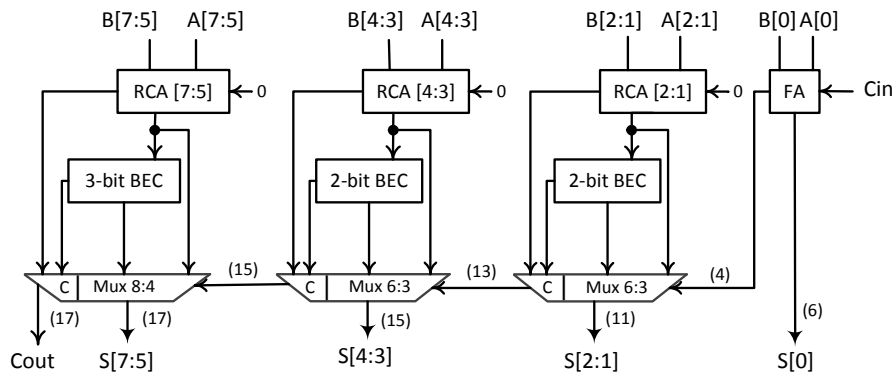 B[7:5] A[7:5] B[4:3] A[4:3] B[2:1] A[2:1] B[0] A[0]
RCA [7:5] 0 RCA [4:3] 0 RCA [2:1] 0 FA Cin
3-bit BEC 2-bit BEC 2-bit BEC
(15) (13) (4)
C Mux 8:4 C Mux 6:3 C Mux 6:3
(17) (17) (15) (11) (6)
Cout S[7:5] S[4:3] S[2:1] S[0]